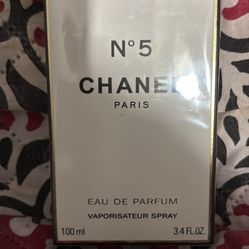 N°5
CHANEL
PARIS
EAU DE PARFUM
VAPORISATEUR SPRAY
100 ml 3.4 FL.OZ.